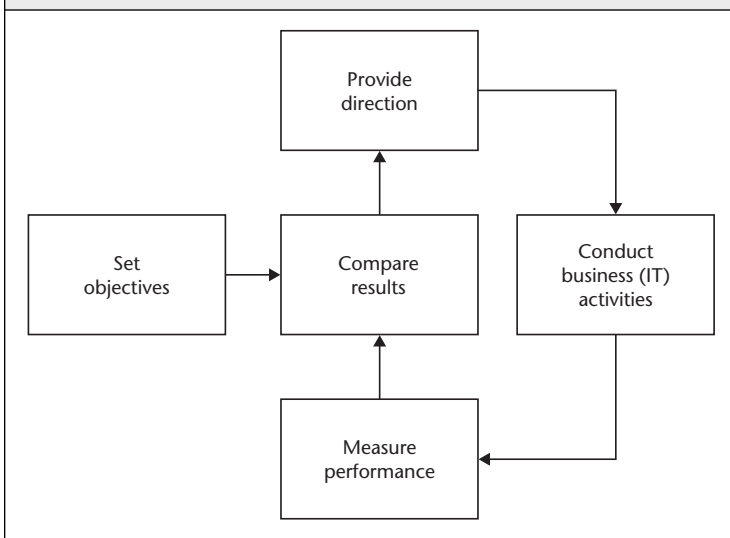 Provide
direction
Set
objectives
Compare
results
Conduct
business (IT)
activities
Measure
performance